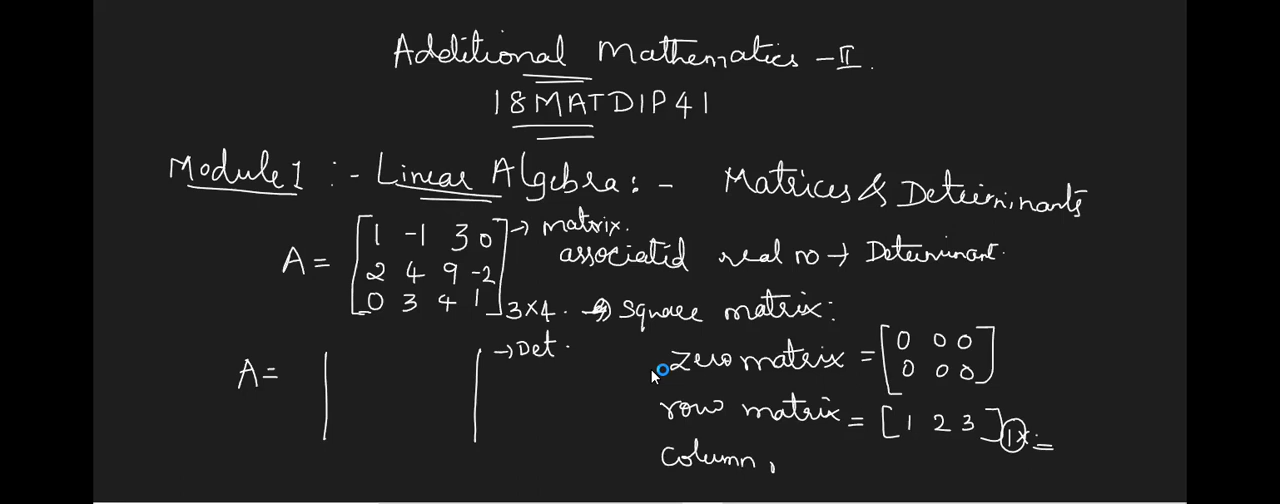 Additional Mathematics - II.
18MATDIP41
Module 1 :- Linear Algebra : - Matrices & Determinants
A = [1 -1 3 0 → matrix.
associated real no → Determinant.
2 4 9 -2
0 3 4 1] 3×4. → Square matrix:
A = | | → Det.
zero matrix = [0 0 0
0 0 0]
row matrix = [1 2 3] 1× =
Column,